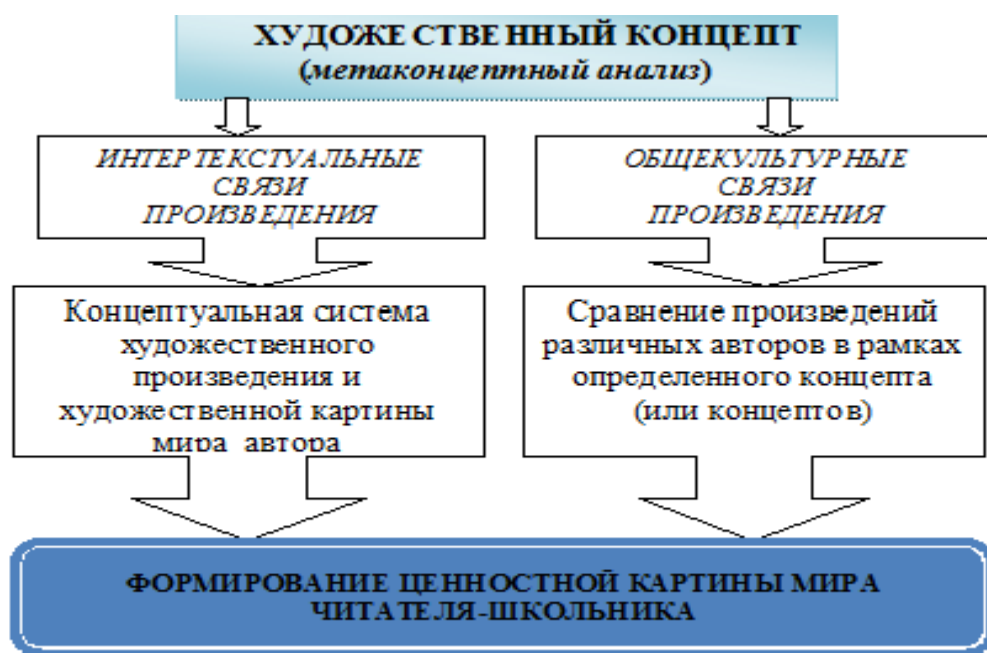 ХУДОЖЕСТВЕННЫЙ КОНЦЕПТ
(метаконцептный анализ)
ИНТЕРТЕКСТУАЛЬНЫЕ
СВЯЗИ
ПРОИЗВЕДЕНИЯ
ОБЩЕКУЛЬТУРНЫЕ
СВЯЗИ
ПРОИЗВЕДЕНИЯ
Концептуальная система
художественного
произведения и
художественной картины
мира автора
Сравнение произведений
различных авторов в рамках
определенного концепта
(или концептов)
ФОРМИРОВАНИЕ ЦЕННОСТНОЙ КАРТИНЫ МИРА
ЧИТАТЕЛЯ-ШКОЛЬНИКА